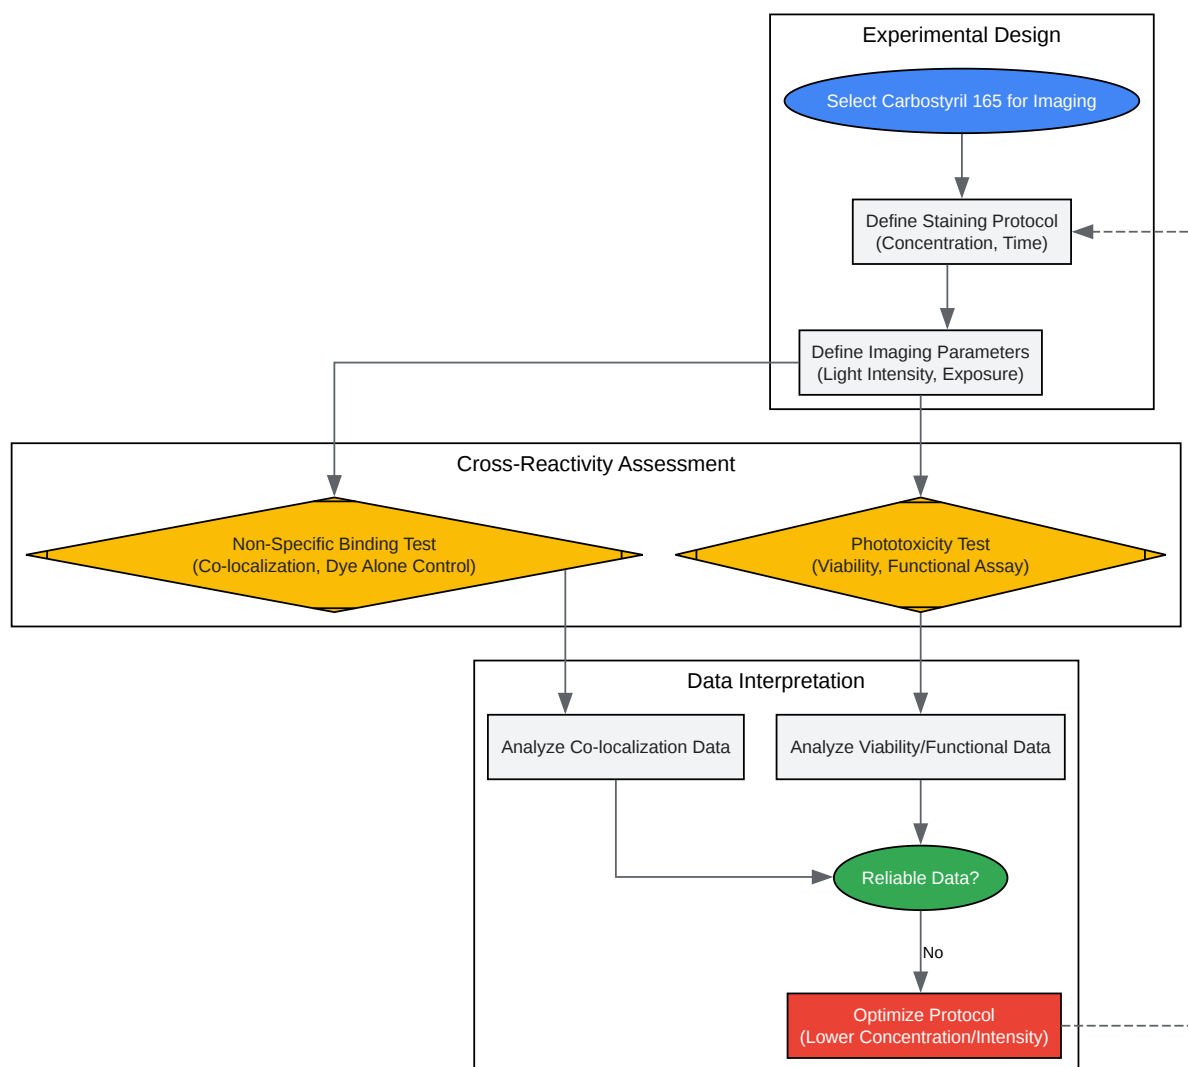 Experimental Design
Select Carbostyril 165 for Imaging
Define Staining Protocol
(Concentration, Time)
Define Imaging Parameters
(Light Intensity, Exposure)
Cross-Reactivity Assessment
Non-Specific Binding Test
(Co-localization, Dye Alone Control)
Phototoxicity Test
(Viability, Functional Assay)
Data Interpretation
Analyze Co-localization Data
Analyze Viability/Functional Data
Reliable Data?
No
Optimize Protocol
(Lower Concentration/Intensity)